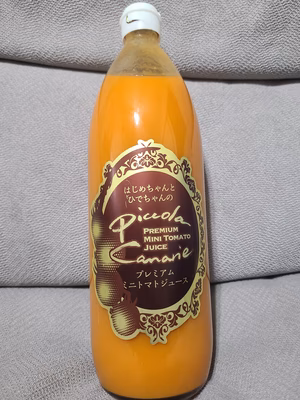 はじめちゃんと
ひでちゃんの
Piccola
PREMIUM
MINI TOMATO
JUICE
Canarie
プレミアム
ミニトマトジュース